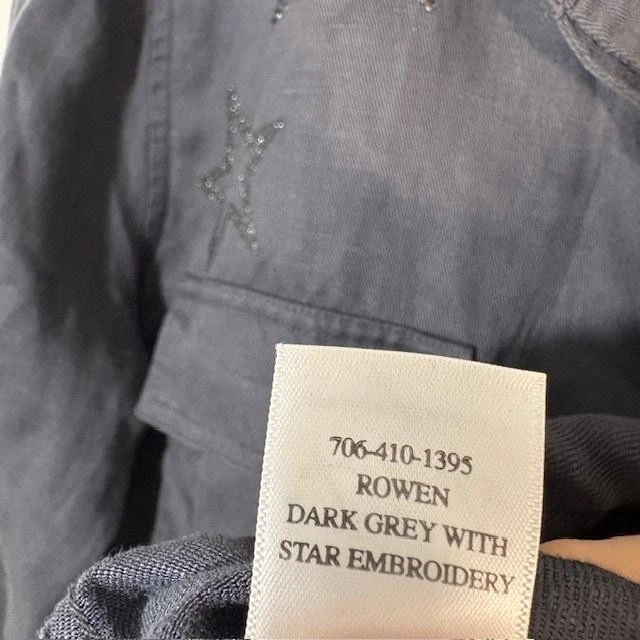 706-410-1395
ROWEN
DARK GREY WITH
STAR EMBROIDERY